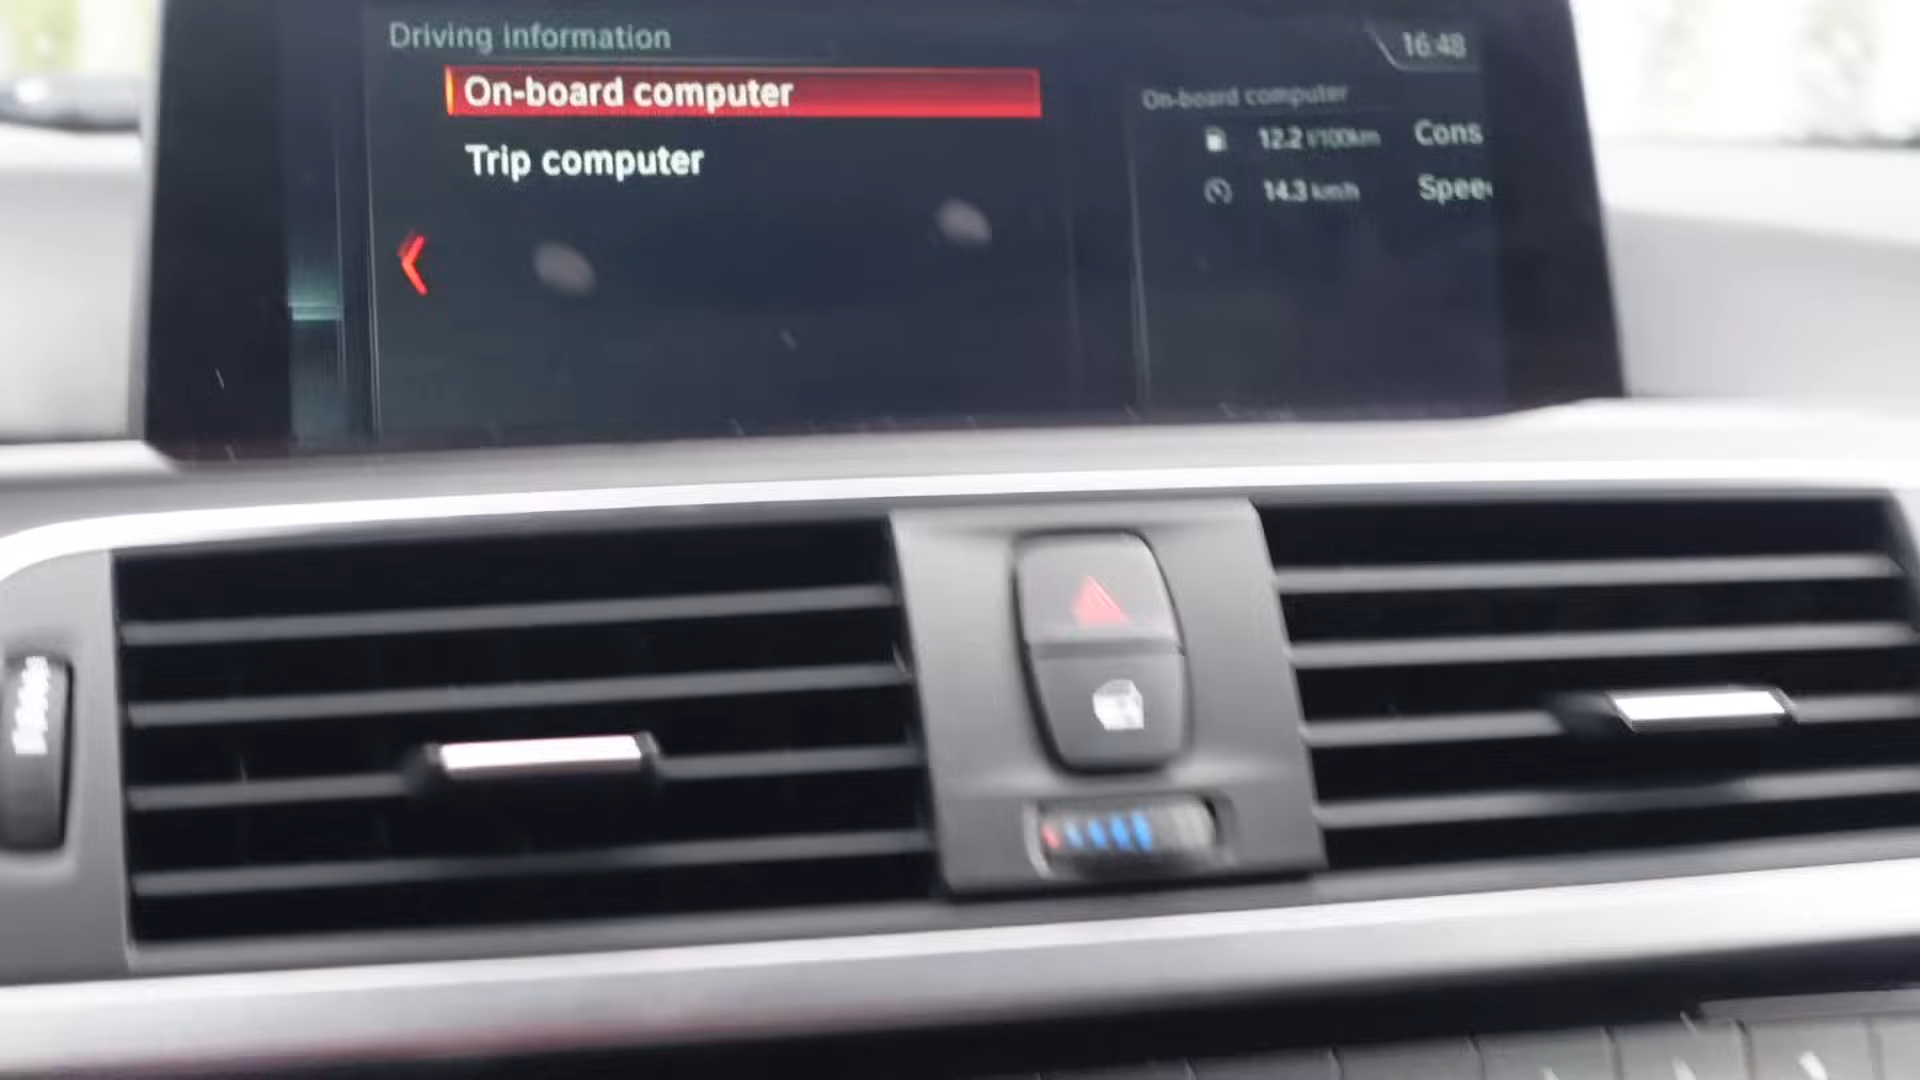 Driving information
16:48
On-board computer
Trip computer
On-board computer
12.2 l/100km Cons
14.3 km/h Spee